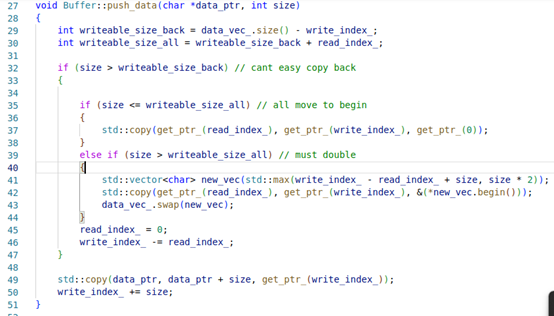 27 void Buffer::push_data(char *data_ptr, int size)
28 {
29 int writeable_size_back = data_vec_.size() - write_index_;
30 int writeable_size_all = writeable_size_back + read_index_;
31
32 if (size > writeable_size_back) // cant easy copy back
33 {
34
35 if (size <= writeable_size_all) // all move to begin
36 {
37 std::copy(get_ptr_(read_index_), get_ptr_(write_index_), get_ptr_(0));
38 }
39 else if (size > writeable_size_all) // must double
40 {
41 std::vector<char> new_vec(std::max(write_index_ - read_index_ + size, size * 2));
42 std::copy(get_ptr_(read_index_), get_ptr_(write_index_), &(*new_vec.begin()));
43 data_vec_.swap(new_vec);
44 }
45 read_index_ = 0;
46 write_index_ -= read_index_;
47 }
48
49 std::copy(data_ptr, data_ptr + size, get_ptr_(write_index_));
50 write_index_ += size;
51 }